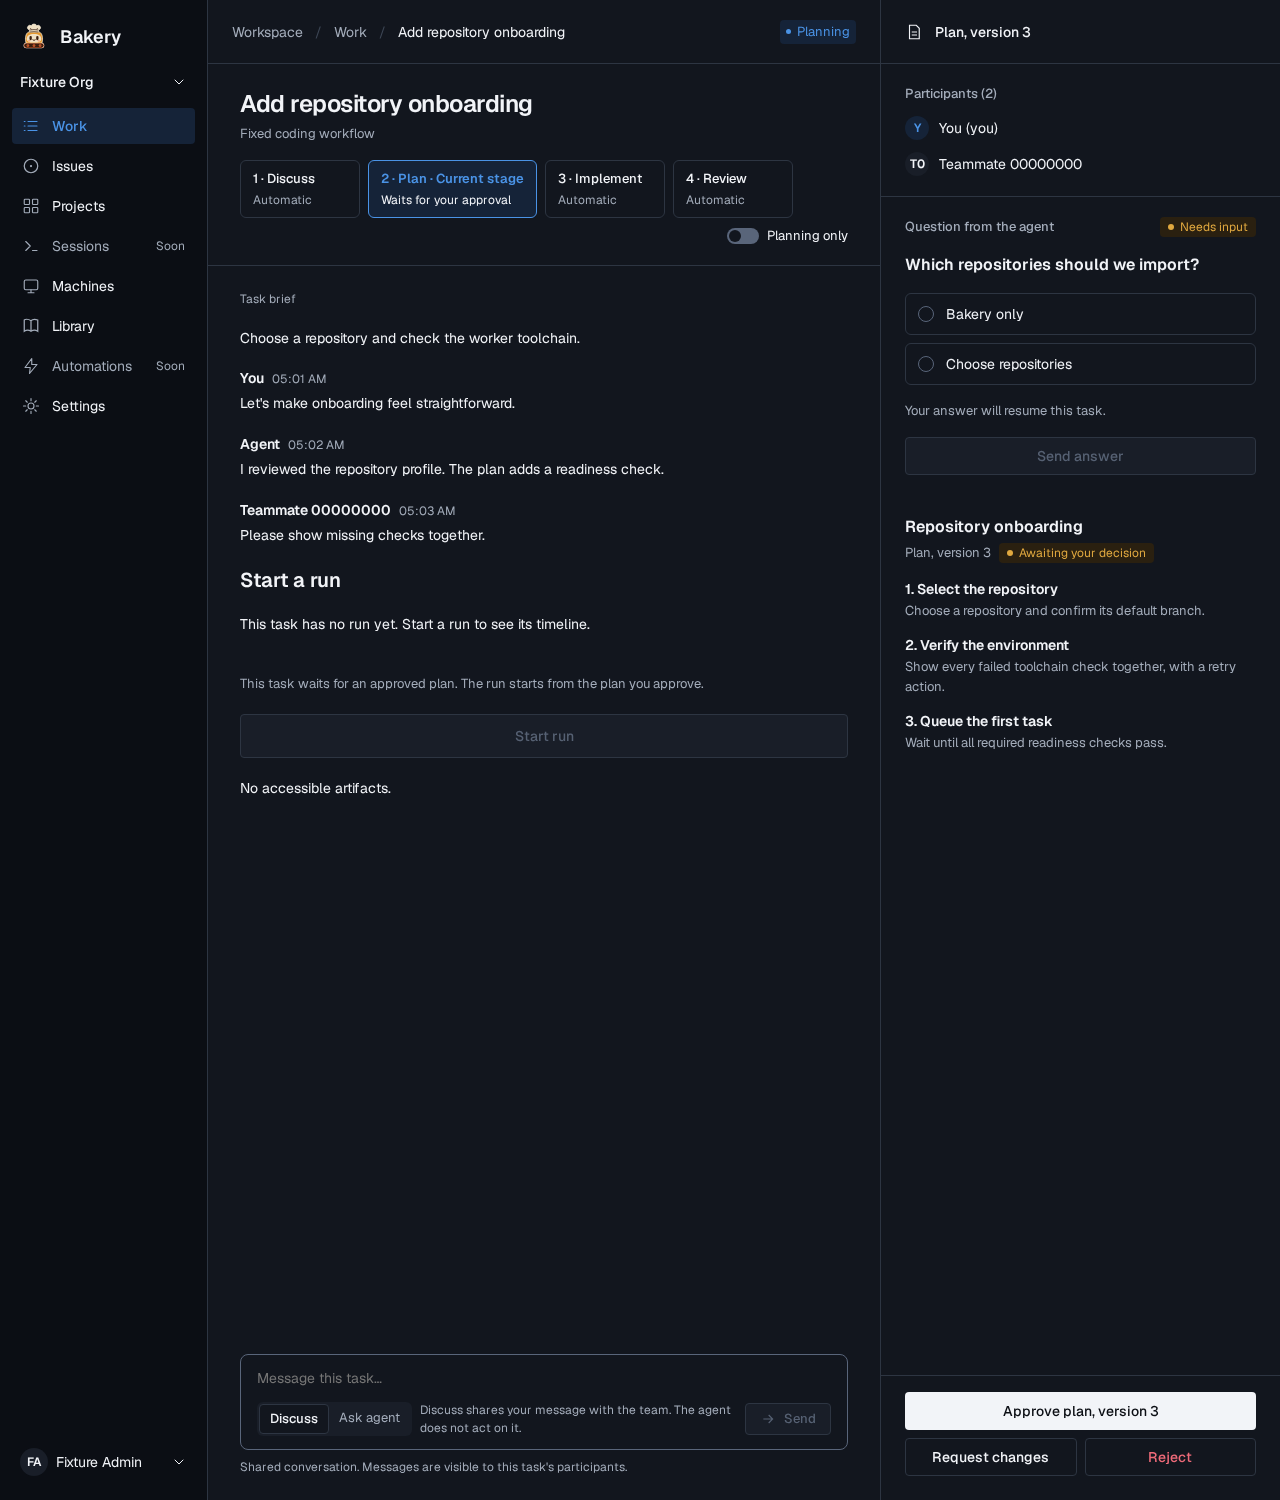 Bakery
Fixture Org
Work
Issues
Projects
Sessions Soon
Machines
Library
Automations Soon
Settings
FA Fixture Admin
Workspace / Work / Add repository onboarding
Planning
Add repository onboarding
Fixed coding workflow
1 · Discuss
Automatic
2 · Plan · Current stage
Waits for your approval
3 · Implement
Automatic
4 · Review
Automatic
Planning only
Task brief
Choose a repository and check the worker toolchain.
You 05:01 AM
Let's make onboarding feel straightforward.
Agent 05:02 AM
I reviewed the repository profile. The plan adds a readiness check.
Teammate 00000000 05:03 AM
Please show missing checks together.
Start a run
This task has no run yet. Start a run to see its timeline.
This task waits for an approved plan. The run starts from the plan you approve.
Start run
No accessible artifacts.
Message this task…
Discuss
Ask agent
Discuss shares your message with the team. The agent
does not act on it.
Send
Shared conversation. Messages are visible to this task's participants.
Plan, version 3
Participants (2)
Y You (you)
T0 Teammate 00000000
Question from the agent
Needs input
Which repositories should we import?
Bakery only
Choose repositories
Your answer will resume this task.
Send answer
Repository onboarding
Plan, version 3 Awaiting your decision
1. Select the repository
Choose a repository and confirm its default branch.
2. Verify the environment
Show every failed toolchain check together, with a retry
action.
3. Queue the first task
Wait until all required readiness checks pass.
Approve plan, version 3
Request changes
Reject